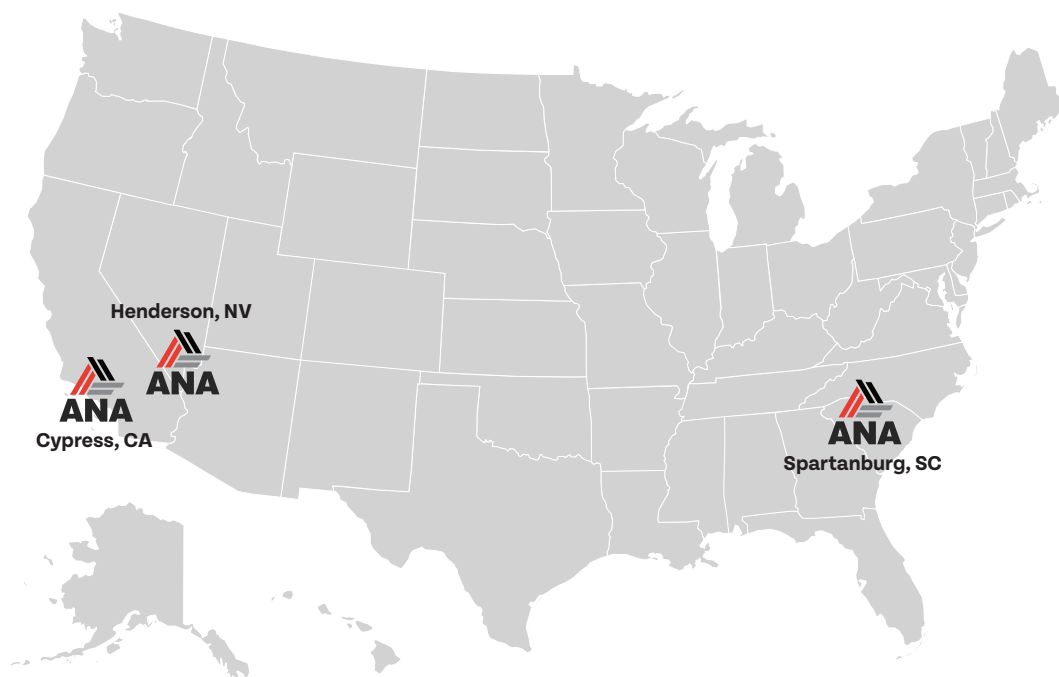 Henderson, NV
ANA
ANA
Cypress, CA
ANA
Spartanburg, SC